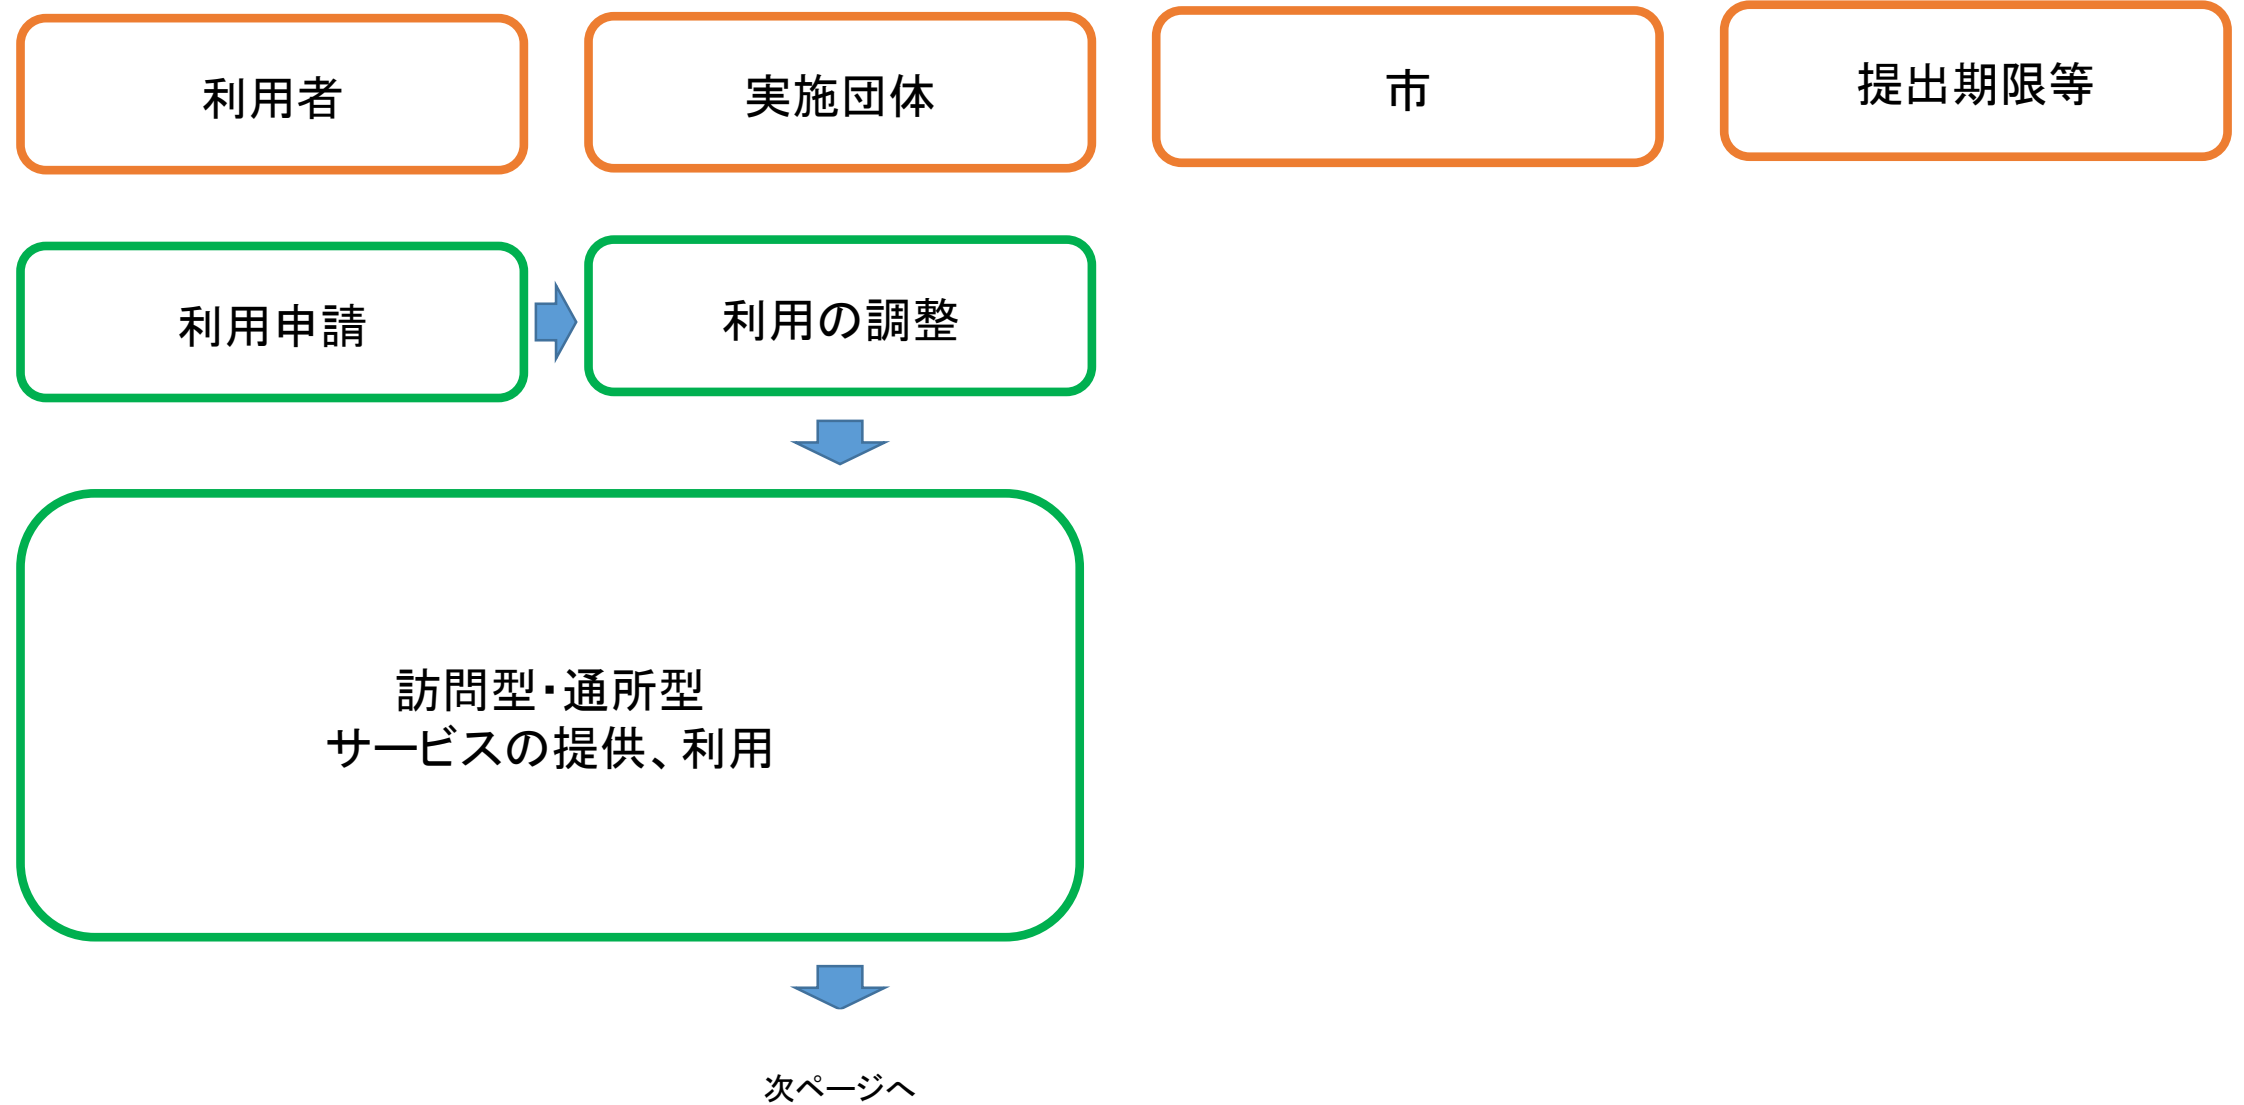 利用者
実施団体
市
提出期限等
利用申請
利用の調整
訪問型・通所型
サービスの提供、利用
次ページへ